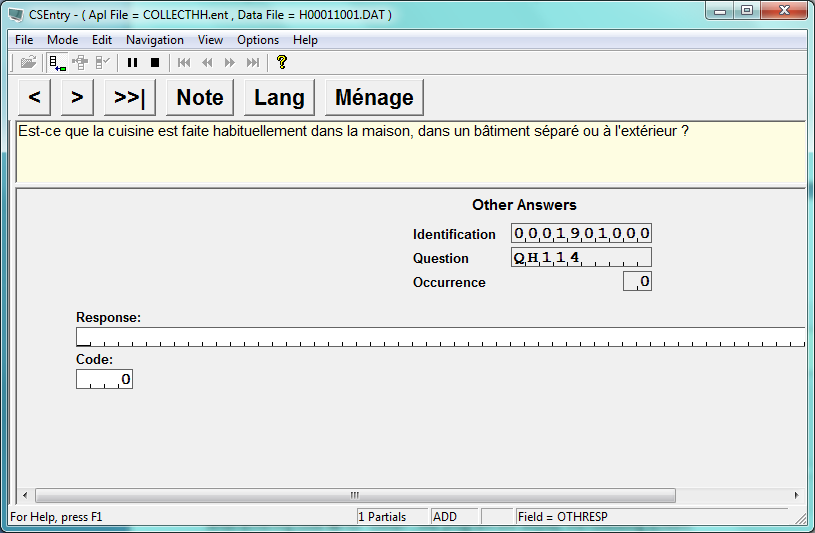 CSEntry - ( Apl File = COLLECTHH.ent , Data File = H00011001.DAT )
File Mode Edit Navigation View Options Help
< > >>| Note Lang Ménage
Est-ce que la cuisine est faite habituellement dans la maison, dans un bâtiment séparé ou à l'extérieur ?
Other Answers
Identification 0001901000
Question QH114
Occurrence 0
Response:
Code:
0
For Help, press F1 1 Partials ADD Field = OTHRESP